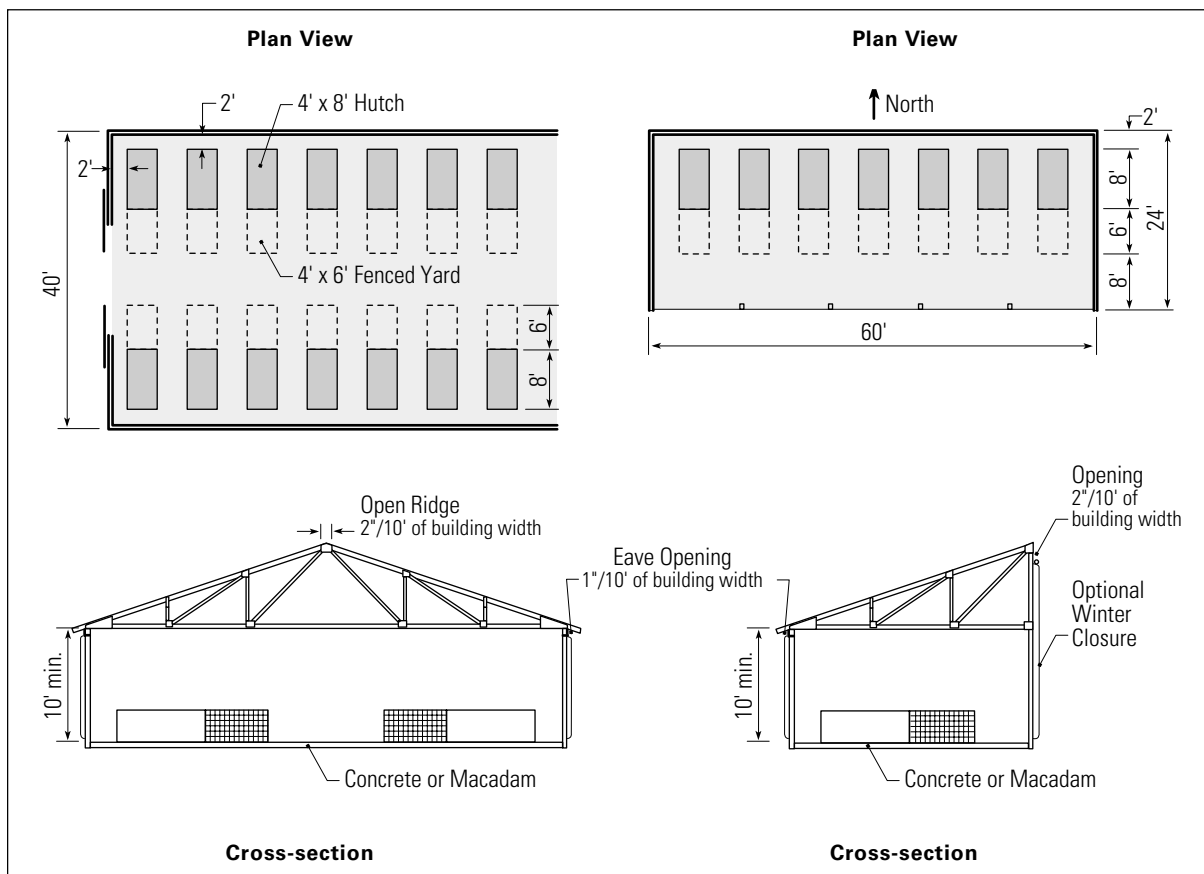 Plan View
2'
4' x 8' Hutch
2'
40'
4' x 6' Fenced Yard
6'
8'
Plan View
North
2'
8'
6'
24'
8'
60'
Open Ridge
2"/10' of building width
Eave Opening
1"/10' of building width
10' min.
Concrete or Macadam
Cross-section
Opening
2"/10' of
building width
Optional
Winter
Closure
10' min.
Concrete or Macadam
Cross-section